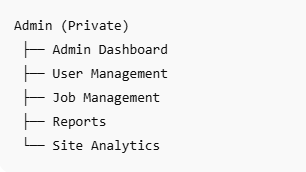 Admin (Private)
├── Admin Dashboard
├── User Management
├── Job Management
├── Reports
└── Site Analytics